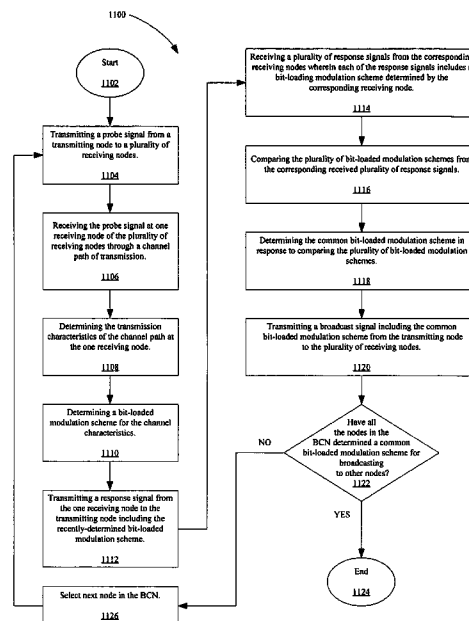 1100
Start
1102
Transmitting a probe signal from a
transmitting node to a plurality of
receiving nodes.
1104
Receiving the probe signal at one
receiving node of the plurality of
receiving nodes through a channel
path of transmission.
1106
Determining the transmission
characteristics of the channel path at
the one receiving node.
1108
Determining a bit-loaded
modulation scheme for the channel
characteristics.
1110
Transmitting a response signal from
the one receiving node to the
transmitting node including the
recently-determined bit-loaded
modulation scheme.
1112
Receiving a plurality of response signals from the corresponding
receiving nodes wherein each of the response signals includes a
bit-loading modulation scheme determined by the
corresponding receiving node.
1114
Comparing the plurality of bit-loaded modulation schemes from
the corresponding received plurality of response signals.
1116
Determining the common bit-loaded modulation scheme in
response to comparing the plurality of bit-loaded modulation
schemes.
1118
Transmitting a broadcast signal including the common
bit-loaded modulation scheme from the transmitting node
to the plurality of receiving nodes.
1120
Have all
the nodes in the
BCN determined a common
bit-loaded modulation scheme for
broadcasting
to other nodes?
1122
NO
YES
End
1124
Select next node in the BCN.
1126